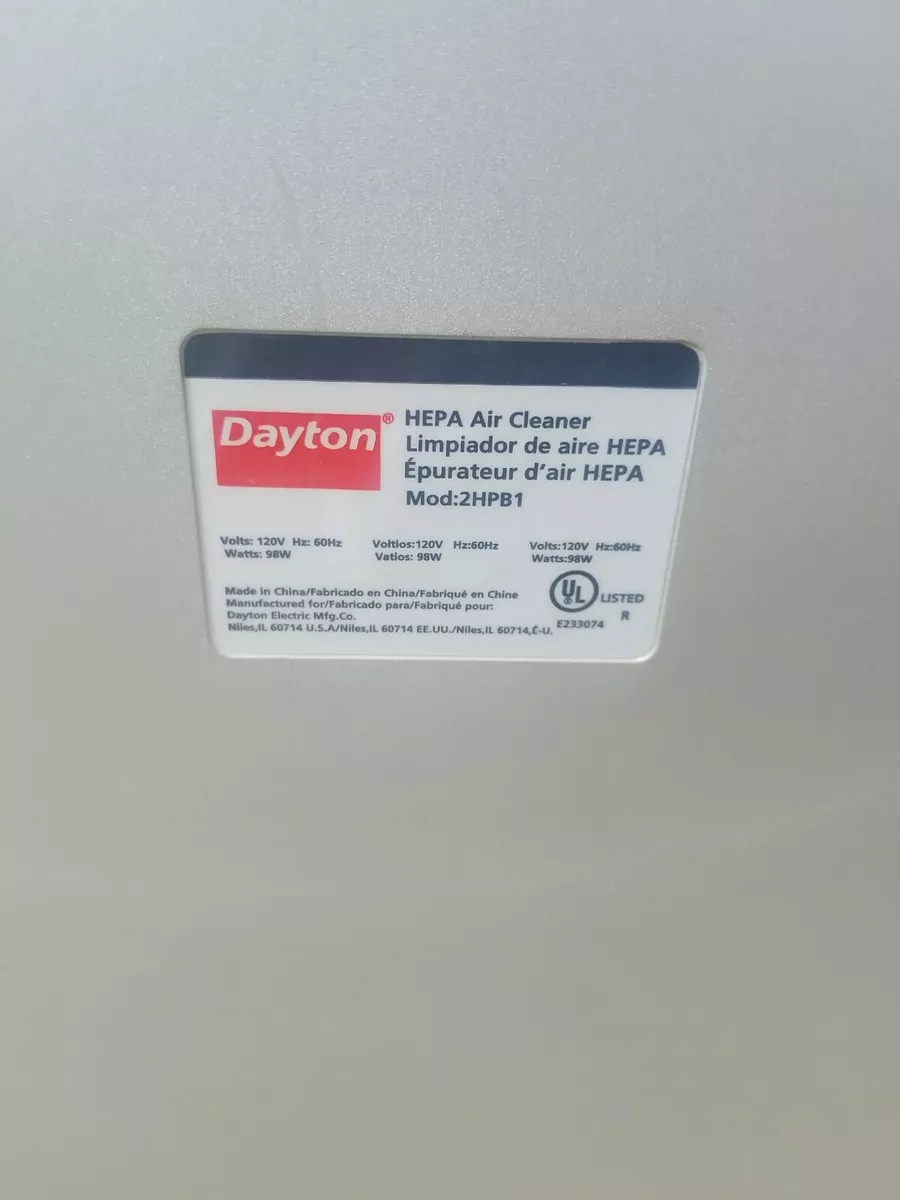 Dayton®
HEPA Air Cleaner
Limpiador de aire HEPA
Épurateur d'air HEPA
Mod:2HPB1
Volts: 120V Hz: 60Hz
Watts: 98W
Voltios:120V Hz:60Hz
Vatios: 98W
Volts:120V Hz:60Hz
Watts:98W
Made in China/Fabricado en China/Fabriqué en Chine
Manufactured for/Fabricado para/Fabriqué pour:
Dayton Electric Mfg.Co.
Niles,IL 60714 U.S.A/Niles,IL 60714 EE.UU./Niles,IL 60714,É-U.
UL LISTED
E233074 R